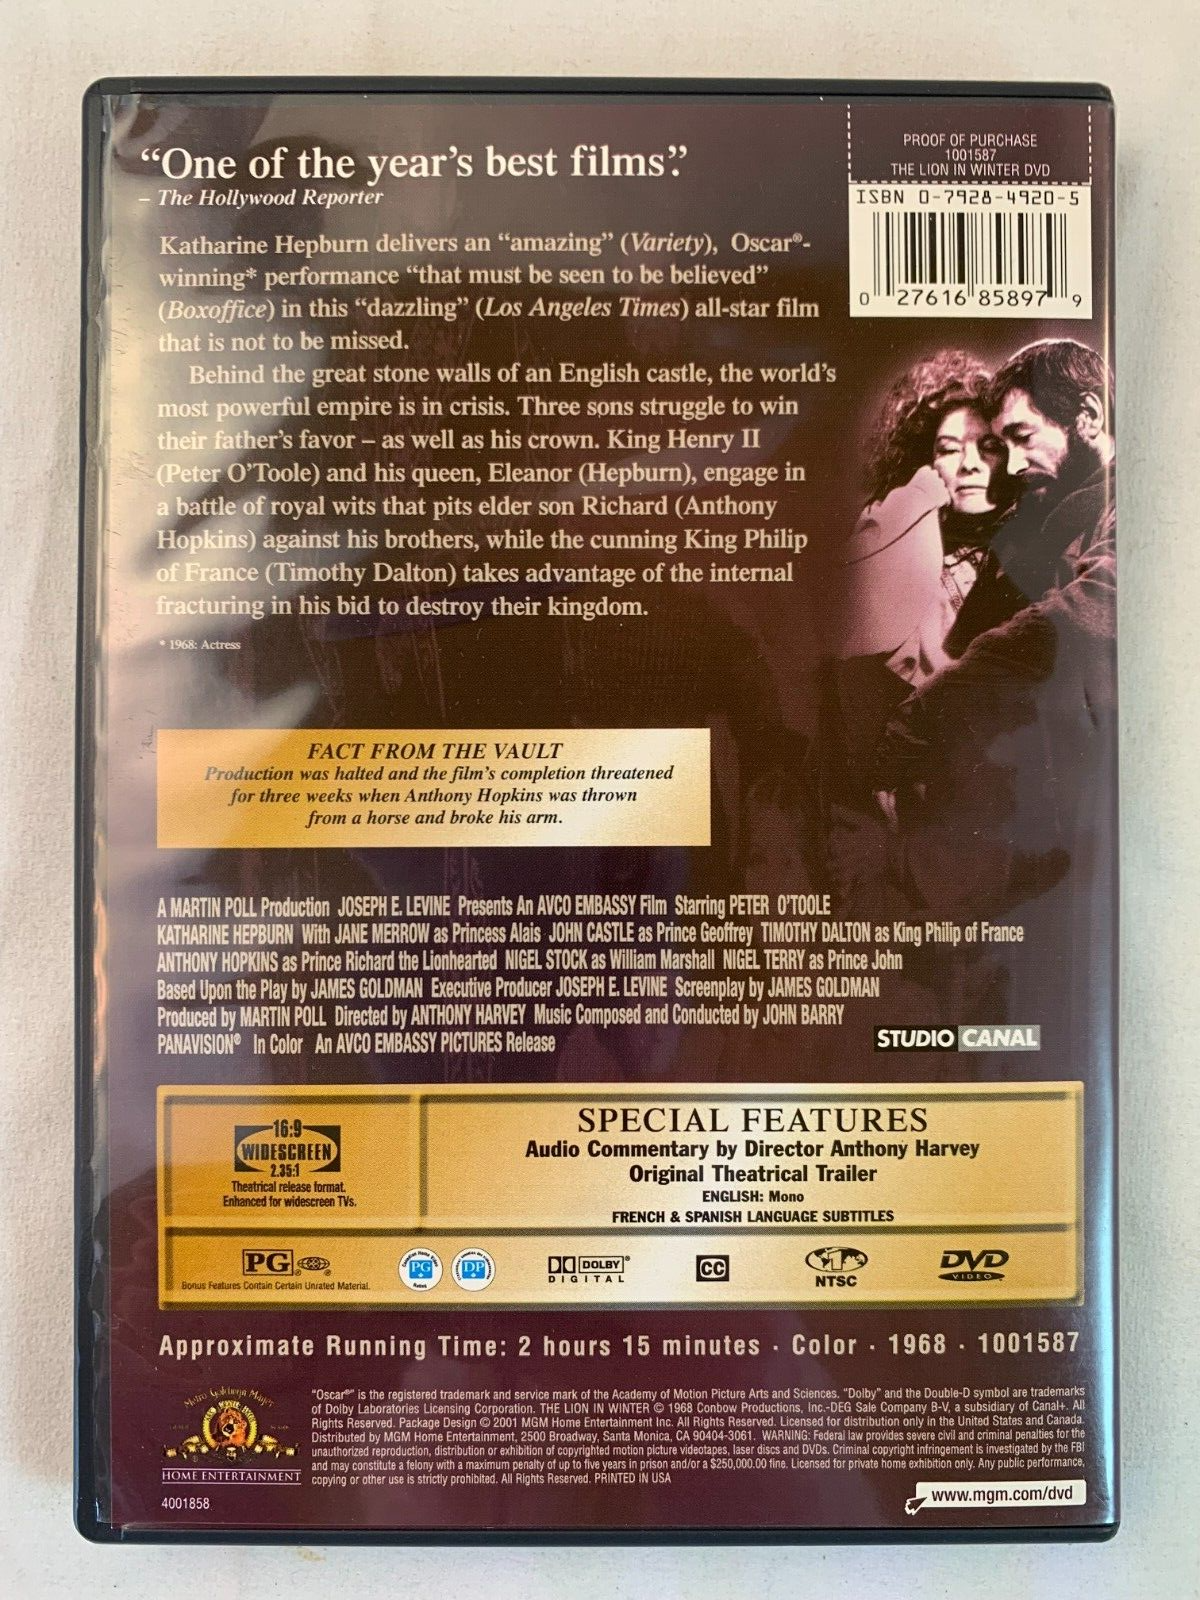 “One of the year’s best films.”
– The Hollywood Reporter
PROOF OF PURCHASE
1001587
THE LION IN WINTER DVD
ISBN 0-7928-4920-5
0 27616 85897 9
Katharine Hepburn delivers an “amazing” (Variety), Oscar®-
winning* performance “that must be seen to be believed”
(Boxoffice) in this “dazzling” (Los Angeles Times) all-star film
that is not to be missed.
Behind the great stone walls of an English castle, the world’s
most powerful empire is in crisis. Three sons struggle to win
their father’s favor – as well as his crown. King Henry II
(Peter O’Toole) and his queen, Eleanor (Hepburn), engage in
a battle of royal wits that pits elder son Richard (Anthony
Hopkins) against his brothers, while the cunning King Philip
of France (Timothy Dalton) takes advantage of the internal
fracturing in his bid to destroy their kingdom.
* 1968: Actress
FACT FROM THE VAULT
Production was halted and the film’s completion threatened
for three weeks when Anthony Hopkins was thrown
from a horse and broke his arm.
A MARTIN POLL Production JOSEPH E. LEVINE Presents An AVCO EMBASSY Film Starring PETER O’TOOLE
KATHARINE HEPBURN With JANE MERROW as Princess Alais JOHN CASTLE as Prince Geoffrey TIMOTHY DALTON as King Philip of France
ANTHONY HOPKINS as Prince Richard the Lionhearted NIGEL STOCK as William Marshall NIGEL TERRY as Prince John
Based Upon the Play by JAMES GOLDMAN Executive Producer JOSEPH E. LEVINE Screenplay by JAMES GOLDMAN
Produced by MARTIN POLL Directed by ANTHONY HARVEY Music Composed and Conducted by JOHN BARRY
PANAVISION® In Color An AVCO EMBASSY PICTURES Release
STUDIO CANAL
16:9
WIDESCREEN
2.35:1
Theatrical release format.
Enhanced for widescreen TVs.
SPECIAL FEATURES
Audio Commentary by Director Anthony Harvey
Original Theatrical Trailer
ENGLISH: Mono
FRENCH & SPANISH LANGUAGE SUBTITLES
PG
Bonus Features Contain Certain Unrated Material.
Canadian Home Video
PG
Rated
DP
DOLBY®
DIGITAL
CC
1
NTSC
DVD
VIDEO
Approximate Running Time: 2 hours 15 minutes · Color · 1968 · 1001587
Metro Goldwyn Mayer
HOME ENTERTAINMENT
4001858
“Oscar®” is the registered trademark and service mark of the Academy of Motion Picture Arts and Sciences. “Dolby” and the Double-D symbol are trademarks
of Dolby Laboratories Licensing Corporation. THE LION IN WINTER © 1968 Conbow Productions, Inc.-DEG Sale Company B-V, a subsidiary of Canal+. All
Rights Reserved. Package Design © 2001 MGM Home Entertainment Inc. All Rights Reserved. Licensed for distribution only in the United States and Canada.
Distributed by MGM Home Entertainment, 2500 Broadway, Santa Monica, CA 90404-3061. WARNING: Federal law provides severe civil and criminal penalties for the
unauthorized reproduction, distribution or exhibition of copyrighted motion picture videotapes, laser discs and DVDs. Criminal copyright infringement is investigated by the FBI
and may constitute a felony with a maximum penalty of up to five years in prison and/or a $250,000.00 fine. Licensed for private home exhibition only. Any public performance,
copying or other use is strictly prohibited. All Rights Reserved. PRINTED IN USA
www.mgm.com/dvd